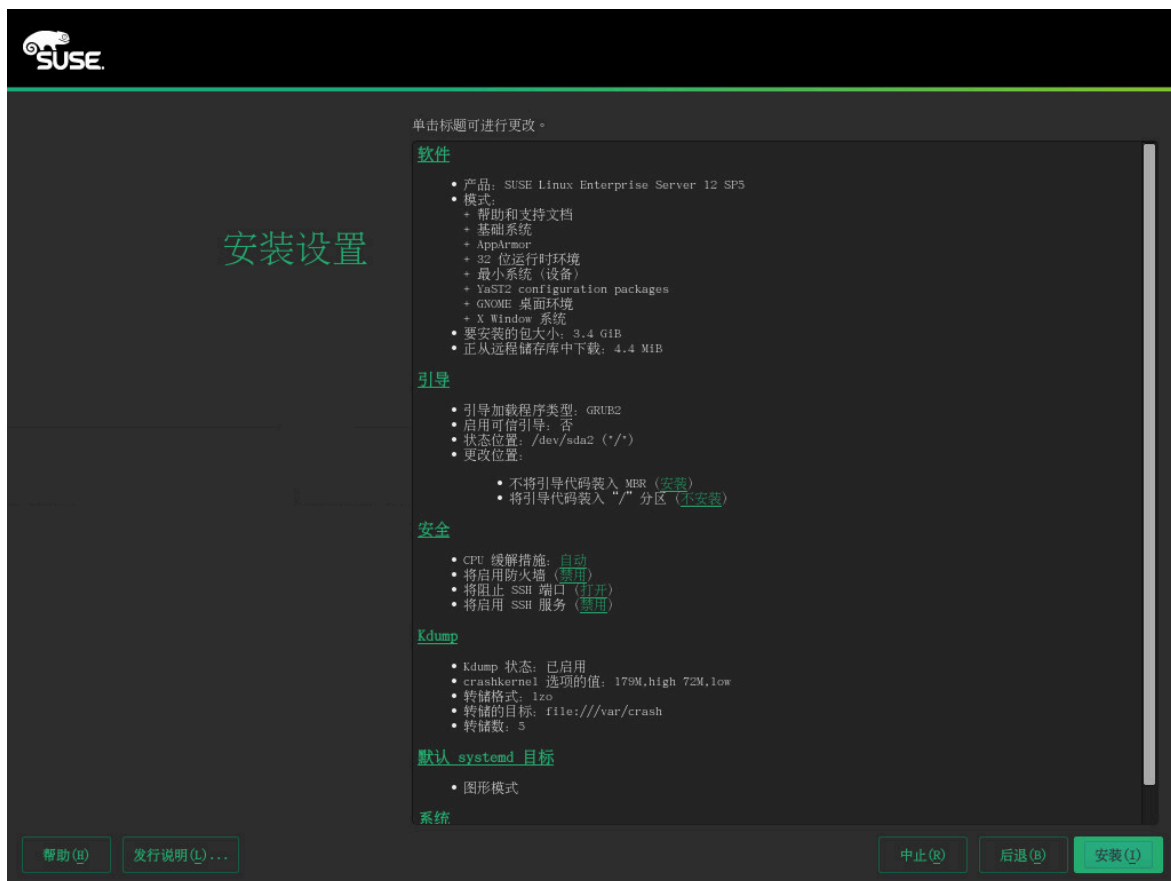 SUSE.
单击标题可进行更改。
安装设置
软件
• 产品: SUSE Linux Enterprise Server 12 SP5
• 模式:
+ 帮助和支持文档
+ 基础系统
+ AppArmor
+ 32 位运行时环境
+ 最小系统（设备）
+ YaST2 configuration packages
+ GNOME 桌面环境
+ X Window 系统
• 要安装的包大小: 3.4 GiB
• 正从远程储存库中下载: 4.4 MiB
引导
• 引导加载程序类型: GRUB2
• 启用可信引导: 否
• 状态位置: /dev/sda2 ("/")
• 更改位置:
• 不将引导代码装入 MBR (安装)
• 将引导代码装入 “/” 分区 (不安装)
安全
• CPU 缓解措施: 自动
• 将启用防火墙 (禁用)
• 将阻止 SSH 端口 (打开)
• 将启用 SSH 服务 (禁用)
Kdump
• Kdump 状态: 已启用
• crashkernel 选项的值: 179M,high 72M,low
• 转储格式: lzo
• 转储的目标: file:///var/crash
• 转储数: 5
默认 systemd 目标
• 图形模式
系统
帮助(H) 发行说明(L)... 中止(R) 后退(B) 安装(I)